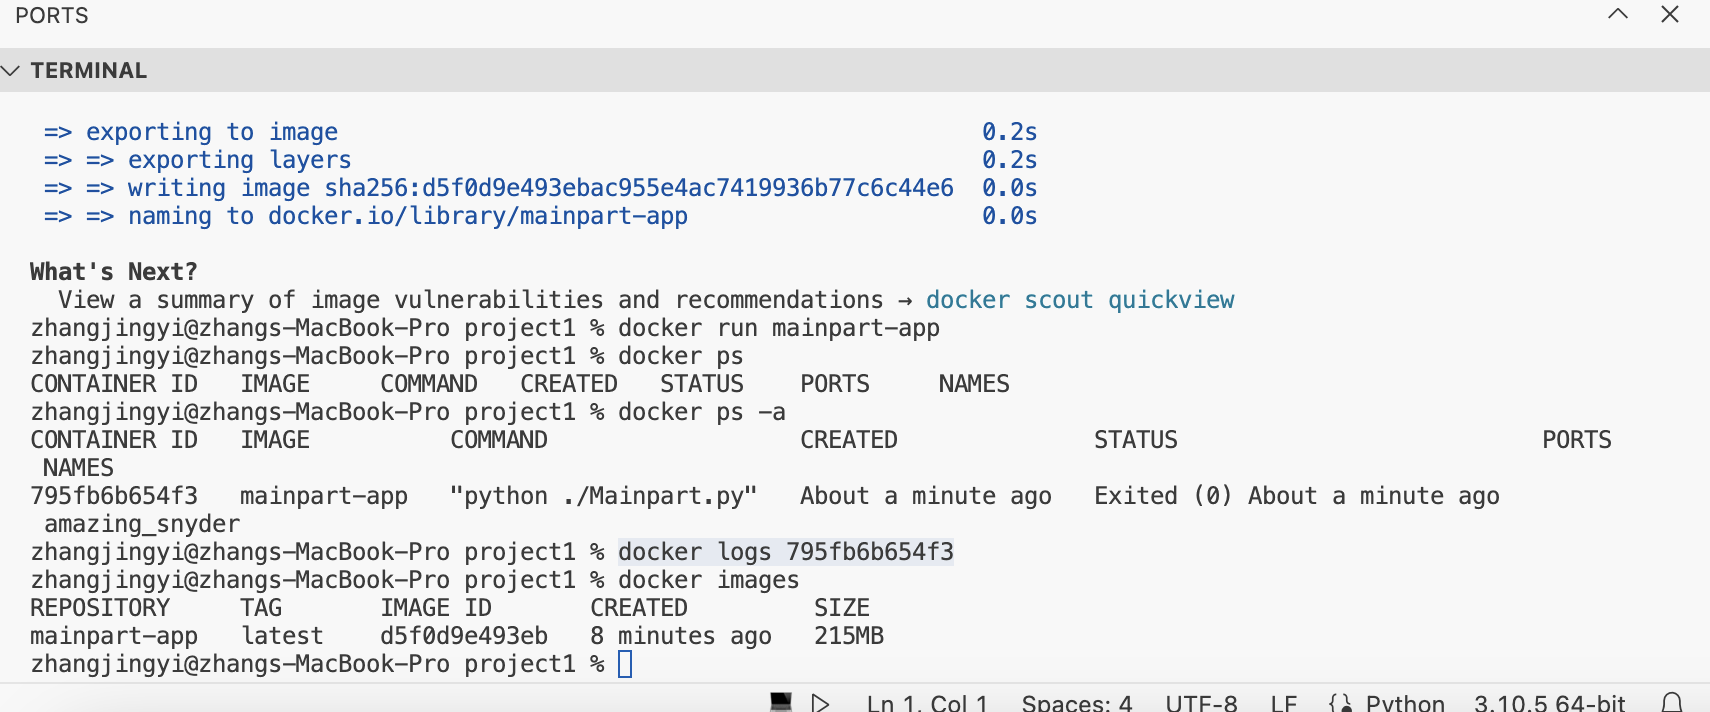 PORTS
TERMINAL
=> exporting to image 0.2s
=> => exporting layers 0.2s
=> => writing image sha256:d5f0d9e493ebac955e4ac7419936b77c6c44e6 0.0s
=> => naming to docker.io/library/mainpart-app 0.0s
What's Next?
View a summary of image vulnerabilities and recommendations → docker scout quickview
zhangjingyi@zhangs-MacBook-Pro project1 % docker run mainpart-app
zhangjingyi@zhangs-MacBook-Pro project1 % docker ps
CONTAINER ID IMAGE COMMAND CREATED STATUS PORTS NAMES
zhangjingyi@zhangs-MacBook-Pro project1 % docker ps -a
CONTAINER ID IMAGE COMMAND CREATED STATUS PORTS
NAMES
795fb6b654f3 mainpart-app "python ./Mainpart.py" About a minute ago Exited (0) About a minute ago
amazing_snyder
zhangjingyi@zhangs-MacBook-Pro project1 % docker logs 795fb6b654f3
zhangjingyi@zhangs-MacBook-Pro project1 % docker images
REPOSITORY TAG IMAGE ID CREATED SIZE
mainpart-app latest d5f0d9e493eb 8 minutes ago 215MB
zhangjingyi@zhangs-MacBook-Pro project1 %
Ln 1, Col 1 Spaces: 4 UTF-8 LF Python 3.10.5 64-bit